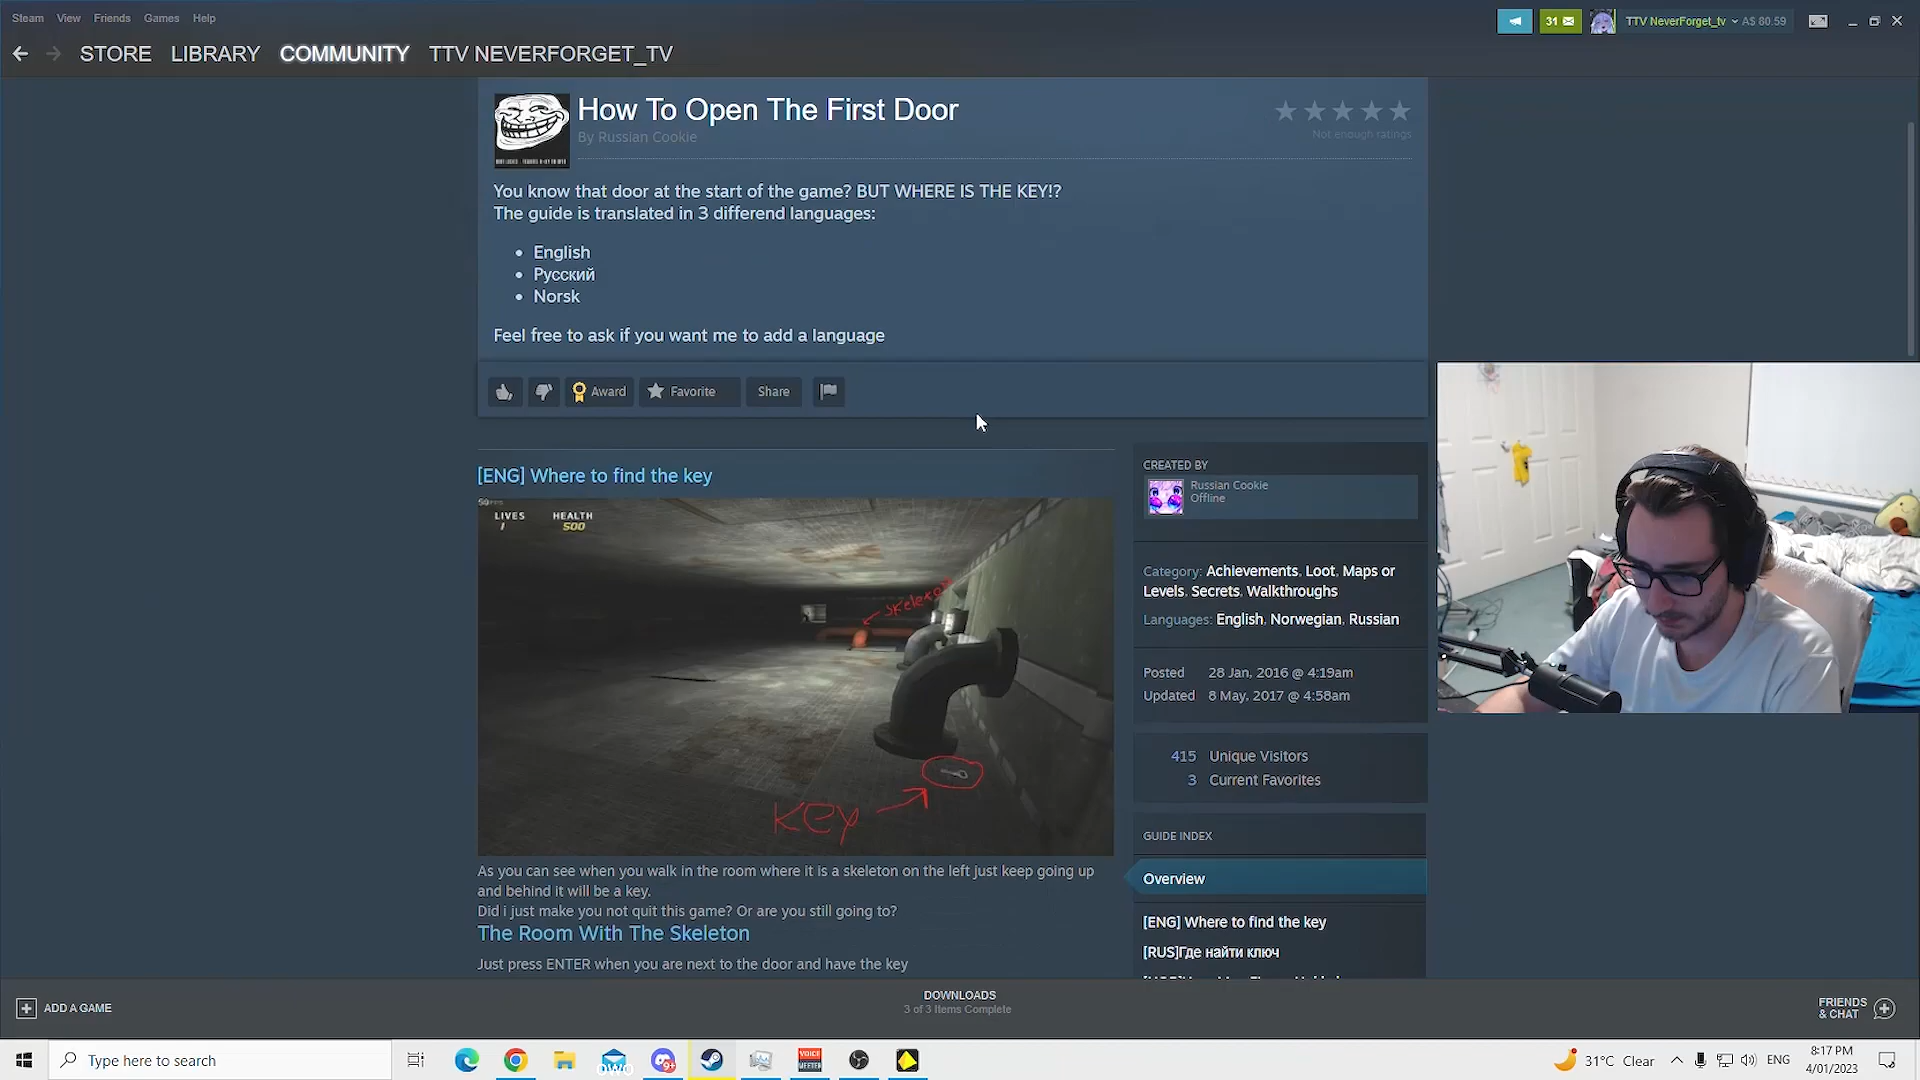 Steam View Friends Games Help
31 TTV NeverForget_tv A$ 80.59
STORE LIBRARY COMMUNITY TTV NEVERFORGET_TV
How To Open The First Door
By Russian Cookie
Not enough ratings
You know that door at the start of the game? BUT WHERE IS THE KEY!?
The guide is translated in 3 differend languages:
English
Русский
Norsk
Feel free to ask if you want me to add a language
Award Favorite Share
[ENG] Where to find the key
LIVES HEALTH
1 500
skeleton
Key
As you can see when you walk in the room where it is a skeleton on the left just keep going up
and behind it will be a key.
Did i just make you not quit this game? Or are you still going to?
The Room With The Skeleton
Just press ENTER when you are next to the door and have the key
CREATED BY
Russian Cookie
Offline
Category: Achievements, Loot, Maps or
Levels, Secrets, Walkthroughs
Languages: English, Norwegian, Russian
Posted 28 Jan, 2016 @ 4:19am
Updated 8 May, 2017 @ 4:58am
415 Unique Visitors
3 Current Favorites
GUIDE INDEX
Overview
[ENG] Where to find the key
[RUS]Где найти ключ
ADD A GAME
DOWNLOADS
3 of 3 Items Complete
FRIENDS
& CHAT
Type here to search
OWO
9+
VOICE
MEETER
31°C Clear
ENG
8:17 PM
4/01/2023